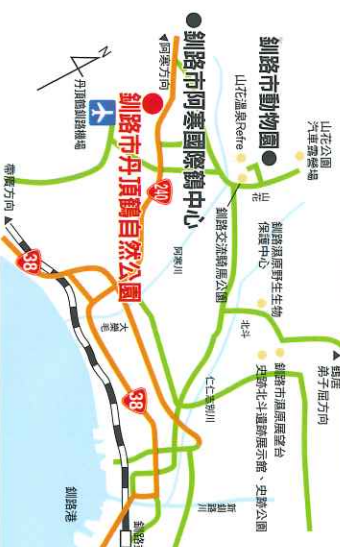 山花公園
汽車露營場
釧路市動物園
山花溫泉Refre
山花
釧路交流騎馬公園
釧路市阿寒國際鶴中心
◀阿寒方向
釧路市丹頂鶴自然公園
240
丹頂鶴釧路機場
帶廣方向▶
38
大樂毛
阿寒川
釧路濕原野生生物
保護中心
北斗
▲鶴居
弟子屈方向
釧路市濕原展望台
史跡北斗遺跡展示館、史跡公園
仁仁志別川
38
新釧路川
釧路港
釧路